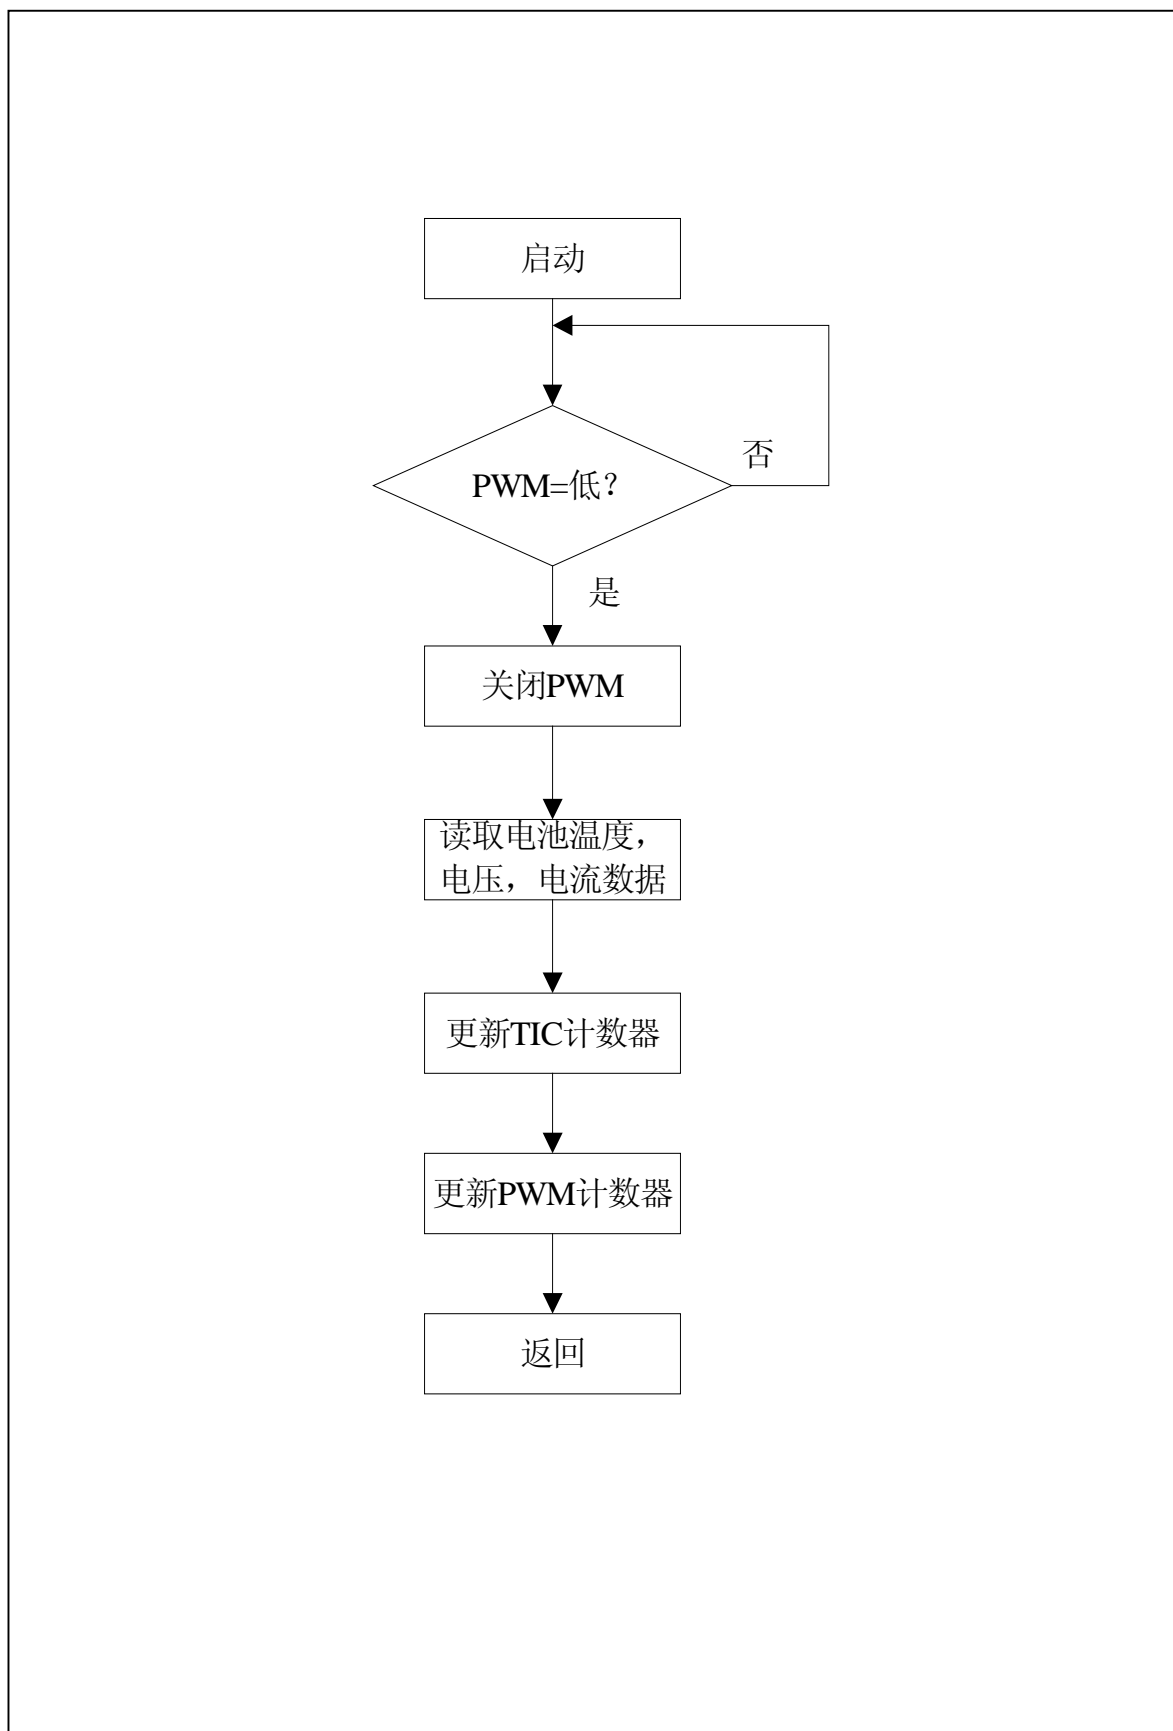 启动
PWM=低？
否
是
关闭PWM
读取电池温度，
电压，电流数据
更新TIC计数器
更新PWM计数器
返回